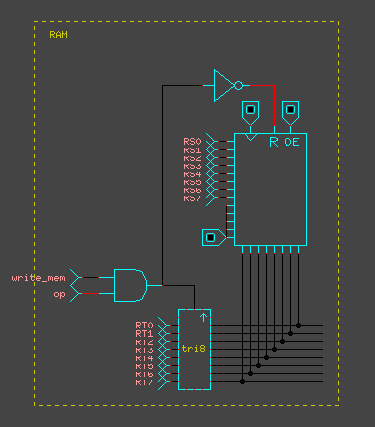 RAM
R OE
RS0
RS1
RS2
RS3
RS4
RS5
RS6
RS7
write_mem
op
RT0
RT1
RT2
RT3
RT4
RT5
RT6
RT7
tri8